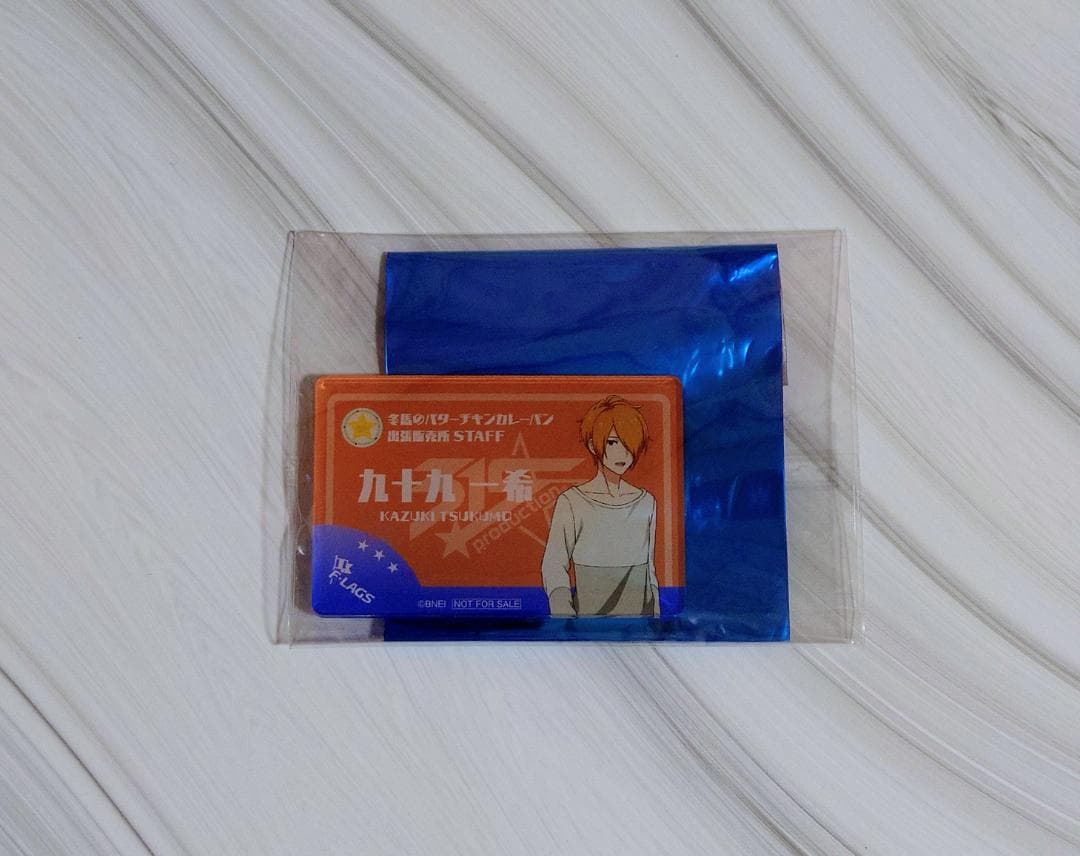 冬馬のバターチキンカレーパン
出張販売所 STAFF
九十九 一希
KAZUKI TSUKUMO
315
production
F-LAGS
©BNEI NOT FOR SALE